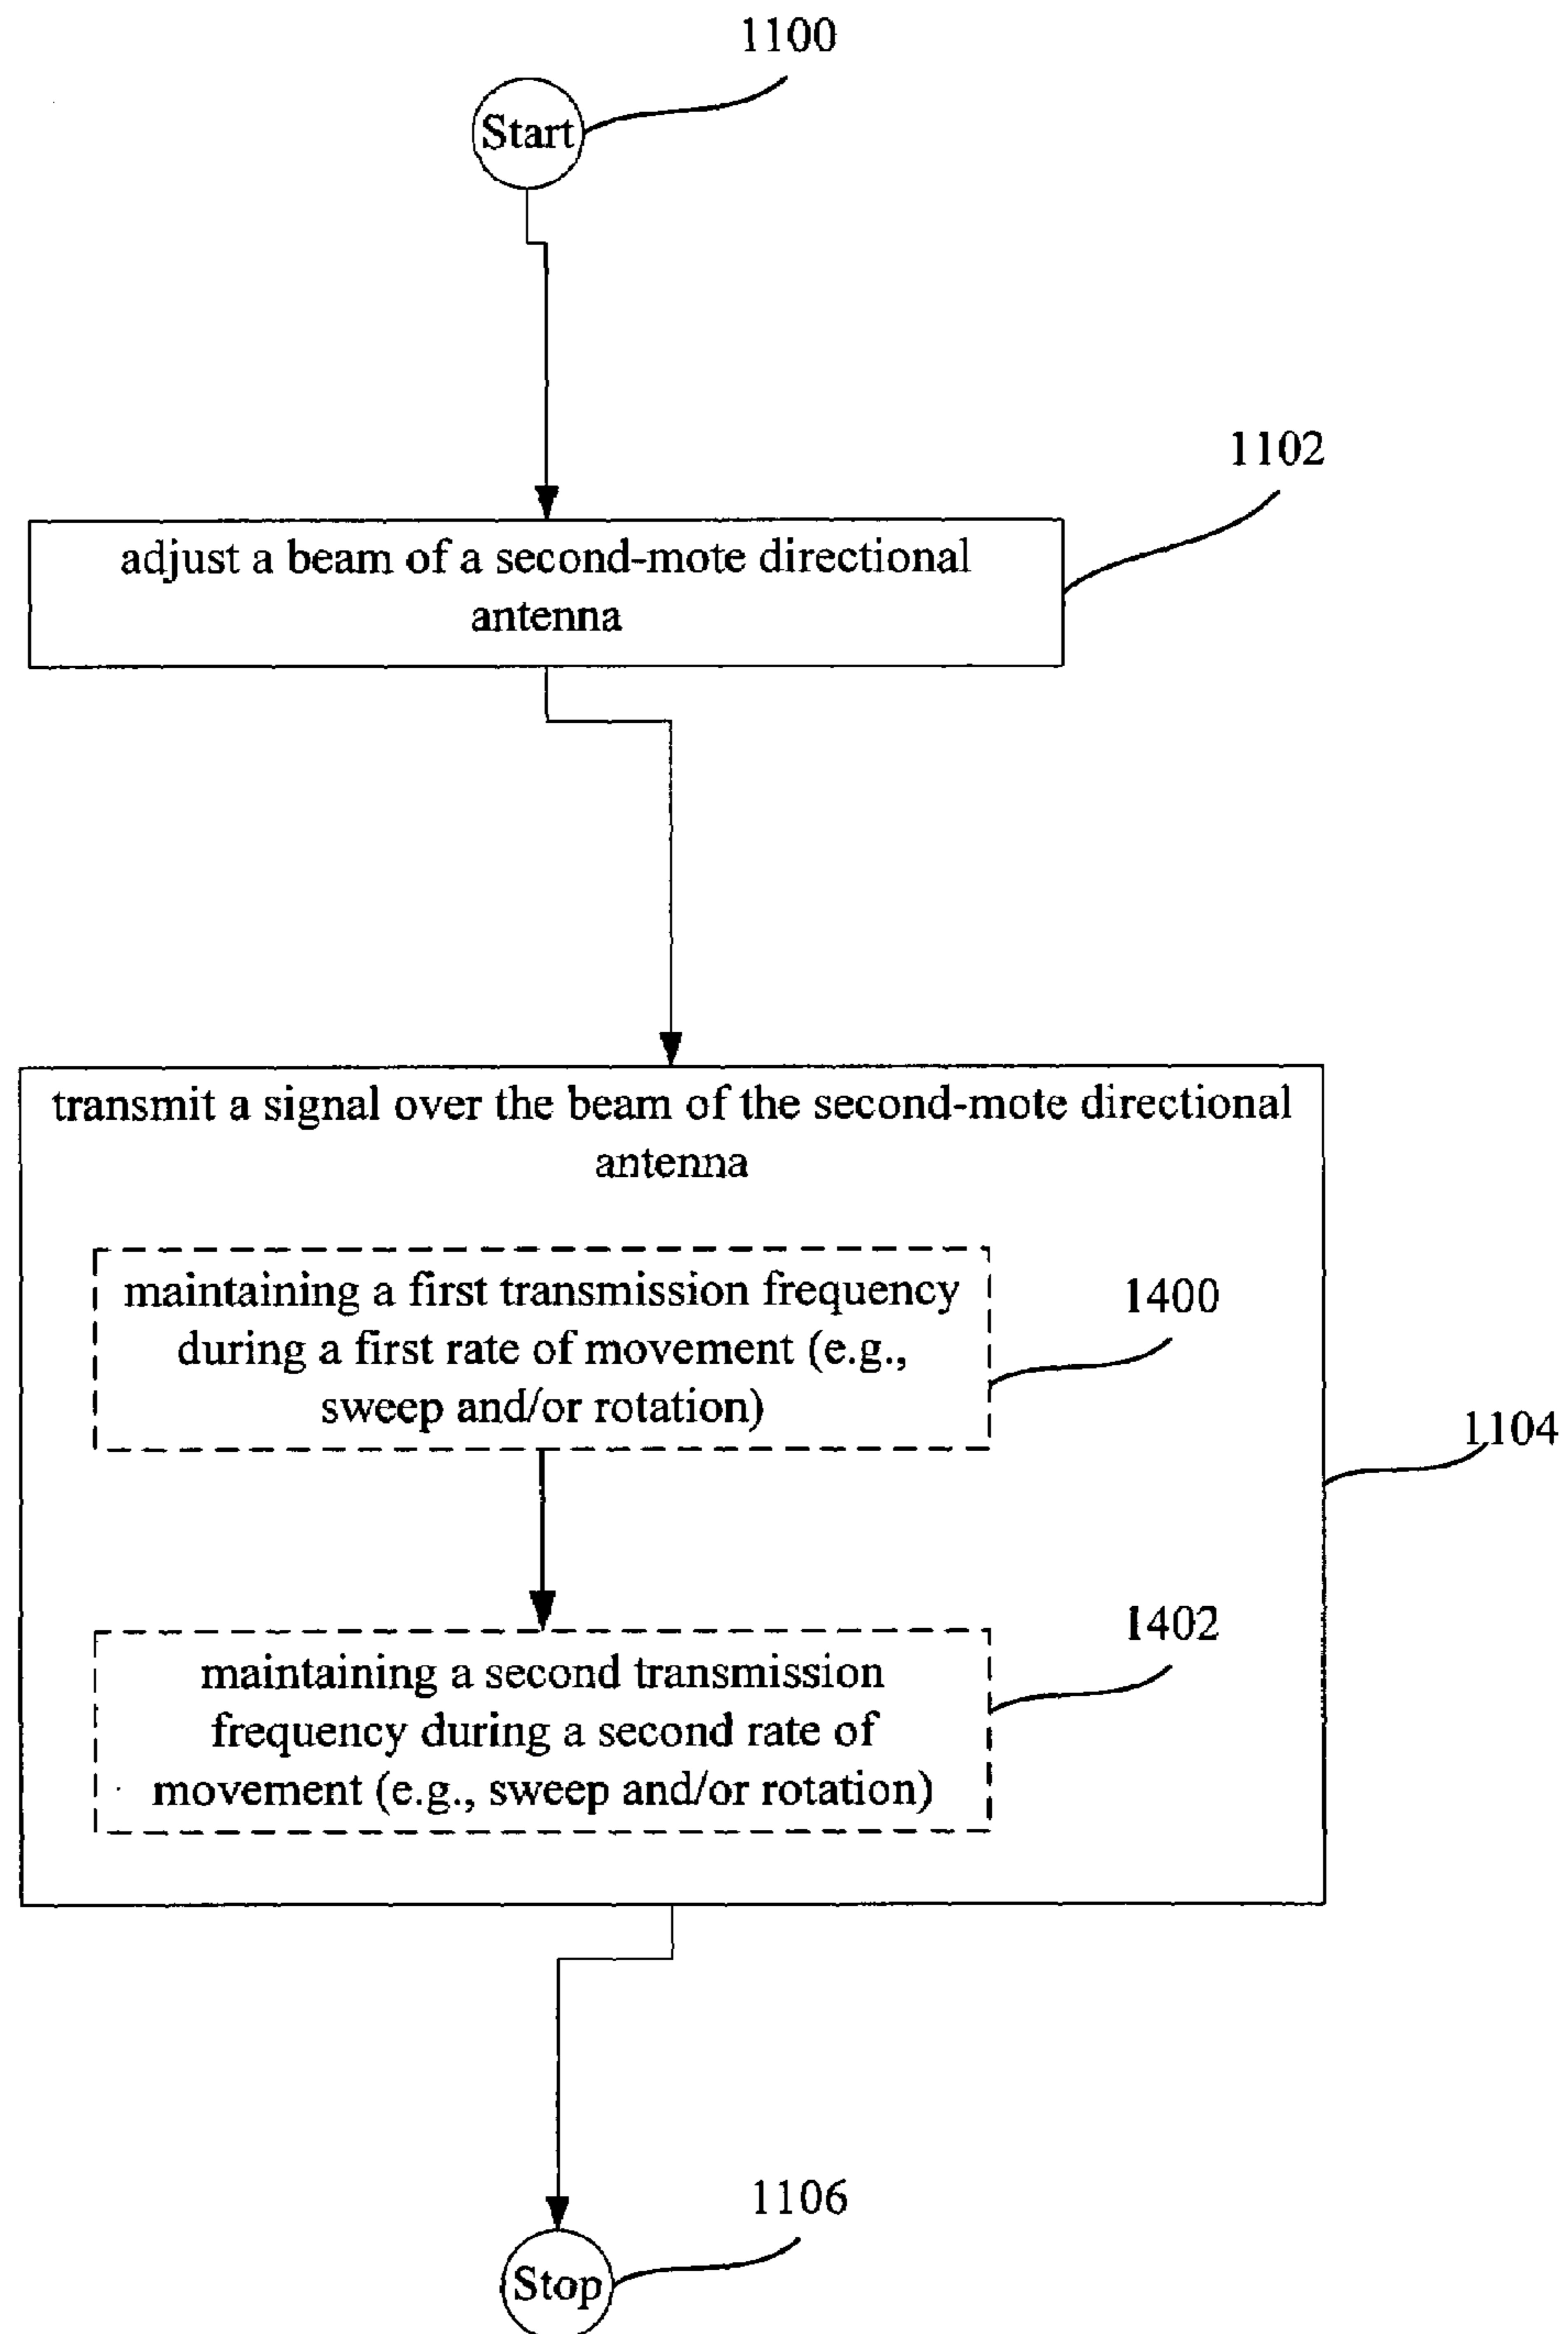 1100
Start
1102
adjust a beam of a second-mote directional
antenna
transmit a signal over the beam of the second-mote directional
antenna
maintaining a first transmission frequency
during a first rate of movement (e.g.,
sweep and/or rotation)
1400
1104
maintaining a second transmission
frequency during a second rate of
movement (e.g., sweep and/or rotation)
1402
1106
Stop